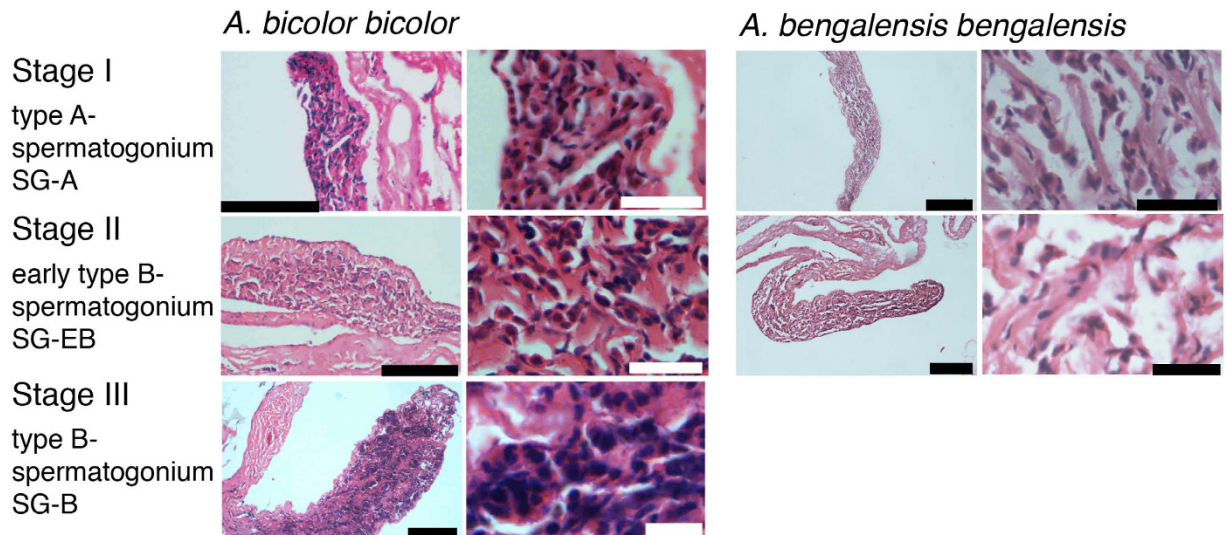 A. bicolor bicolor
A. bengalensis bengalensis
Stage I
type A-
spermatogonium
SG-A
Stage II
early type B-
spermatogonium
SG-EB
Stage III
type B-
spermatogonium
SG-B